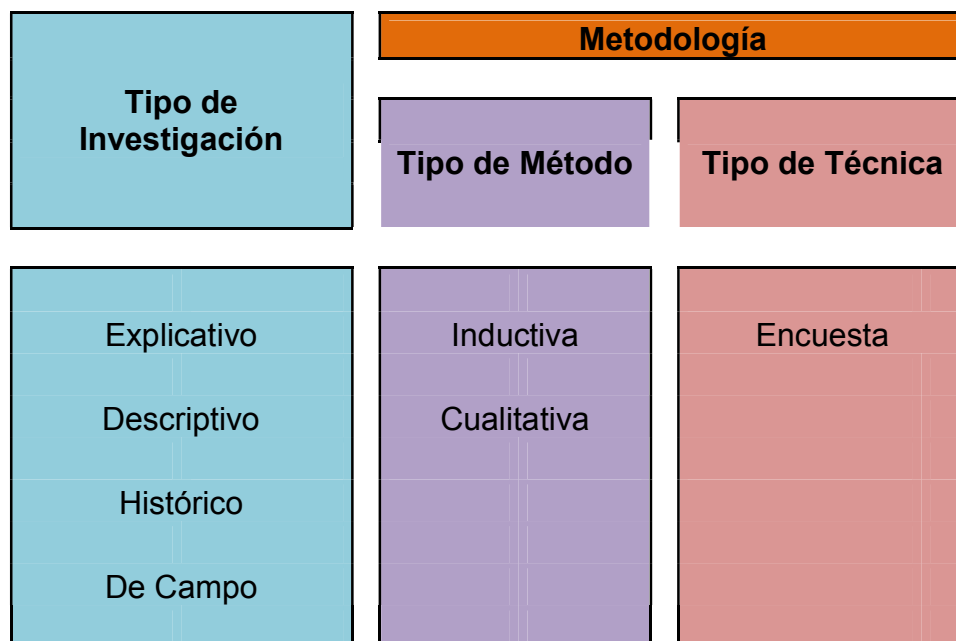 Tipo de
Investigación
Metodología
Tipo de Método
Tipo de Técnica
Explicativo
Descriptivo
Histórico
De Campo
Inductiva
Cualitativa
Encuesta